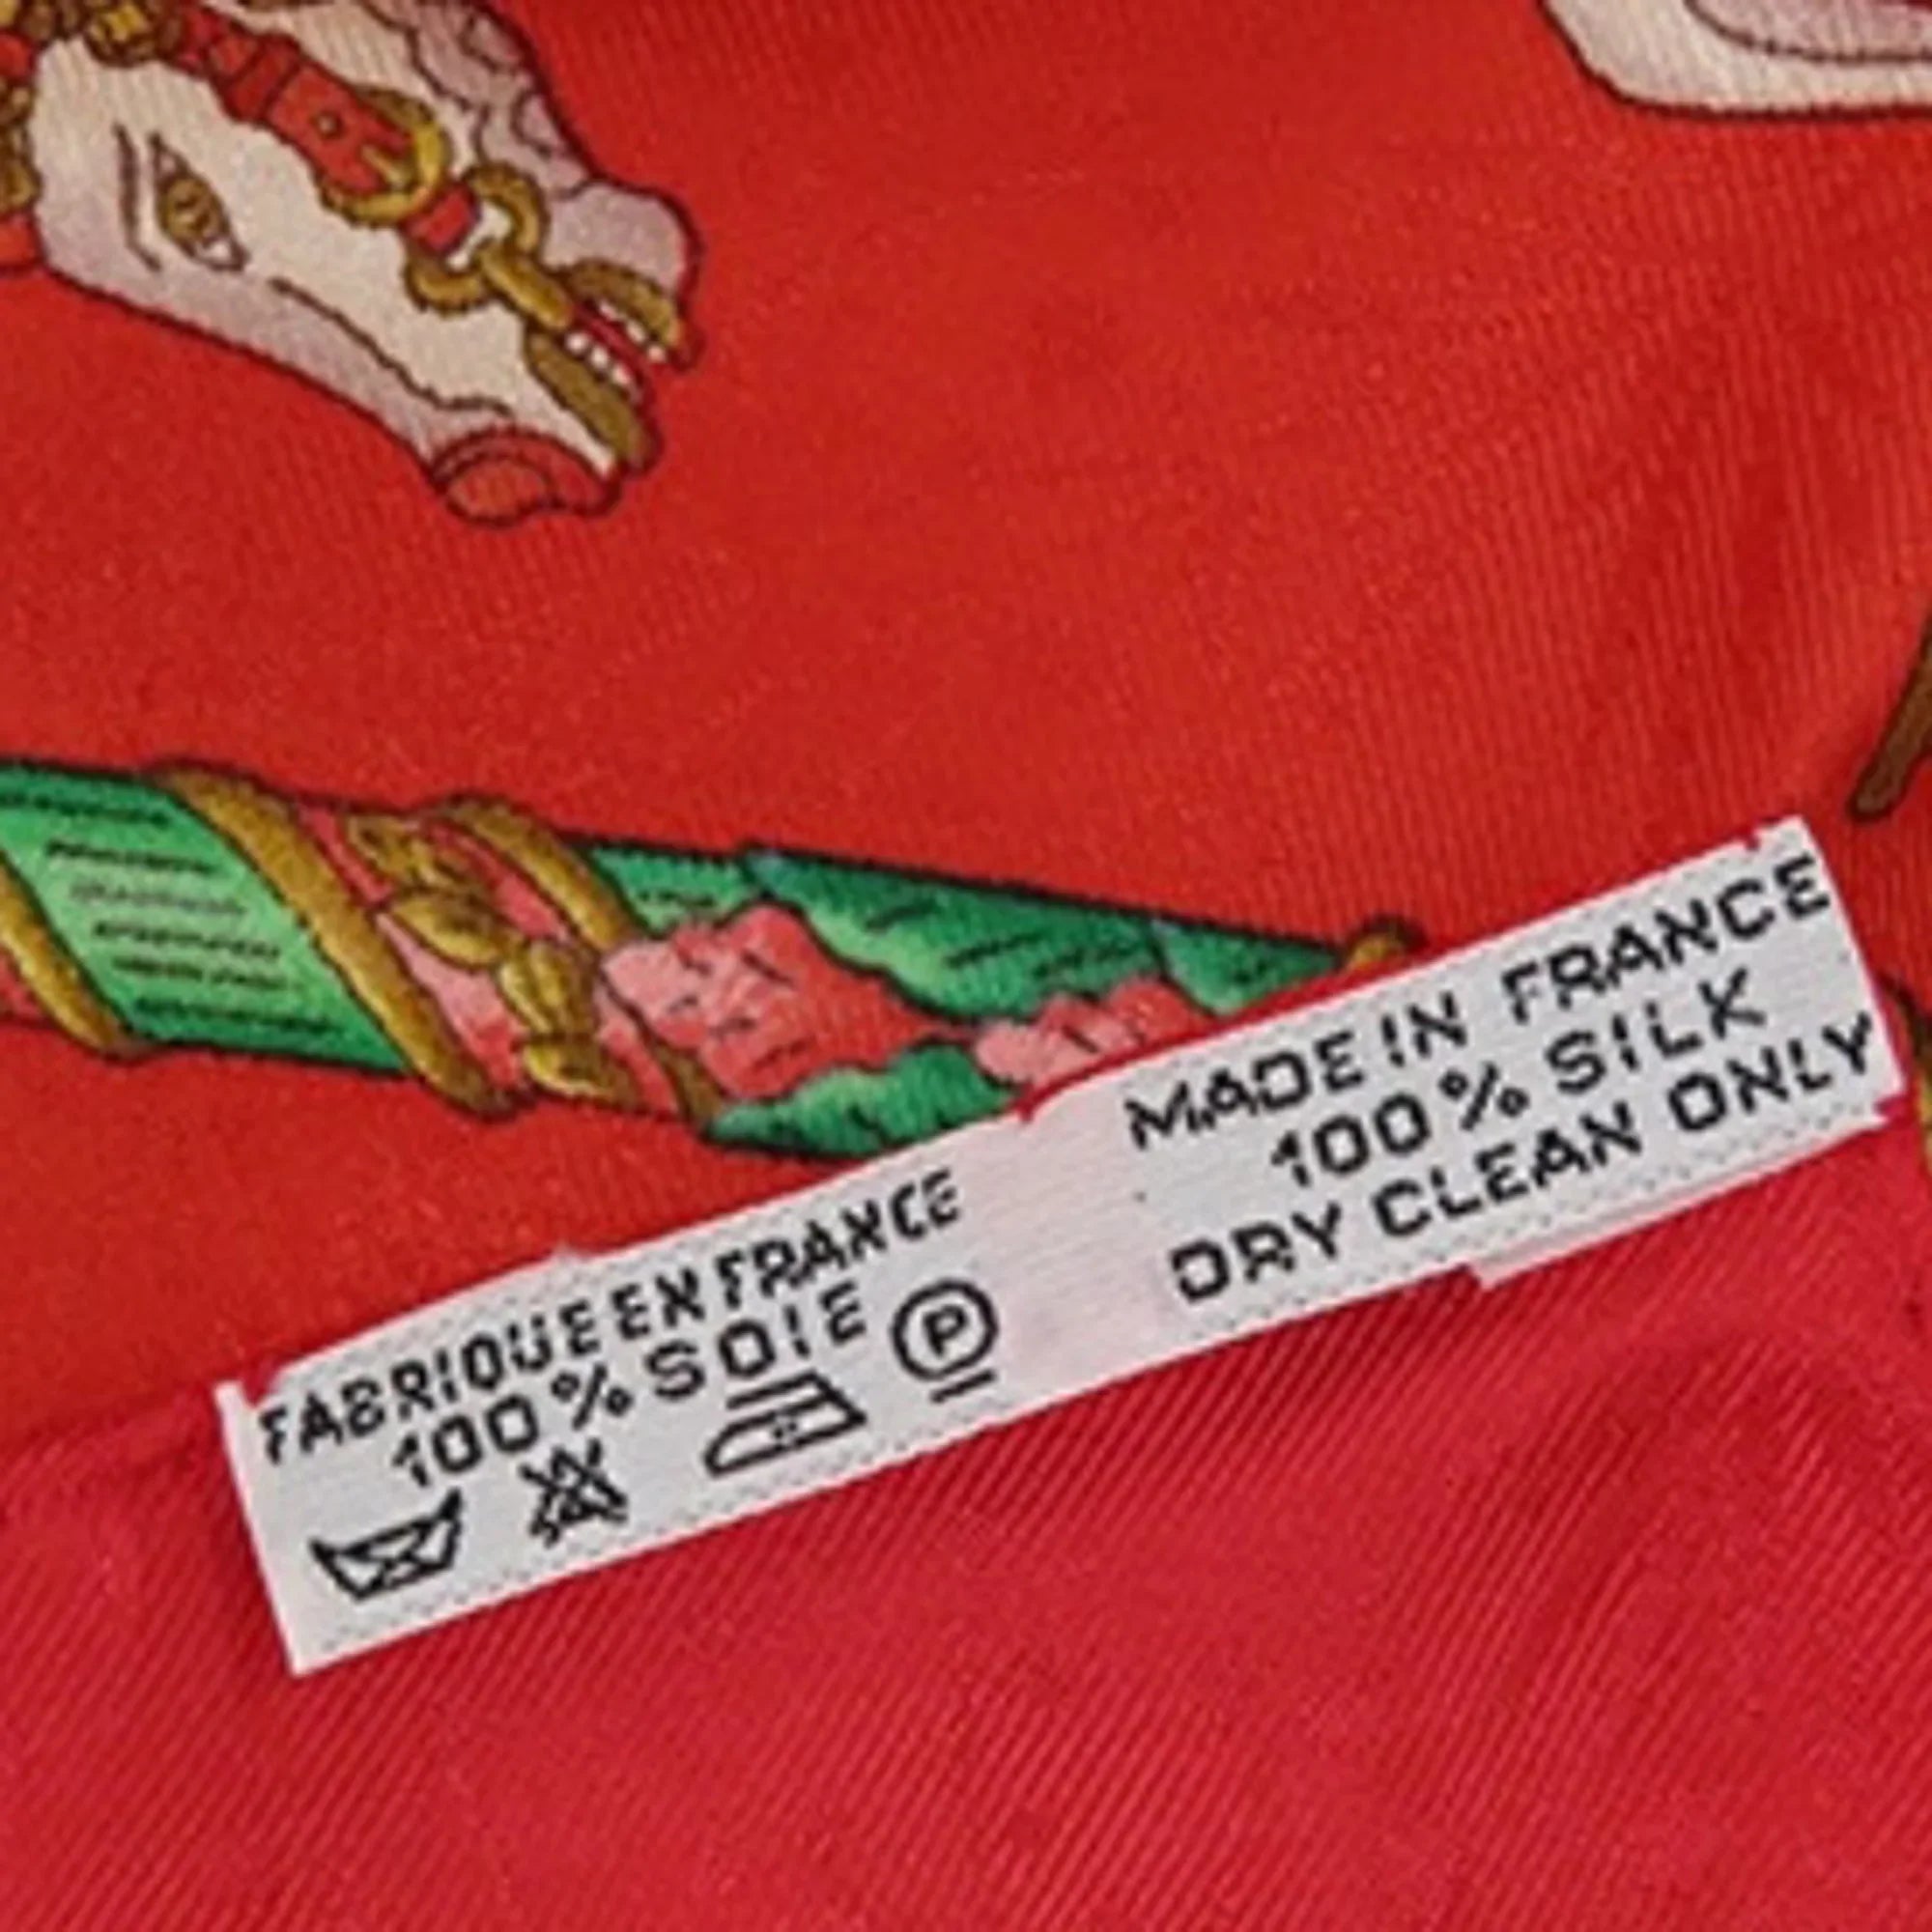 FABRIQUE EN FRANCE
100% SOIE
P
MADE IN FRANCE
100% SILK
DRY CLEAN ONLY